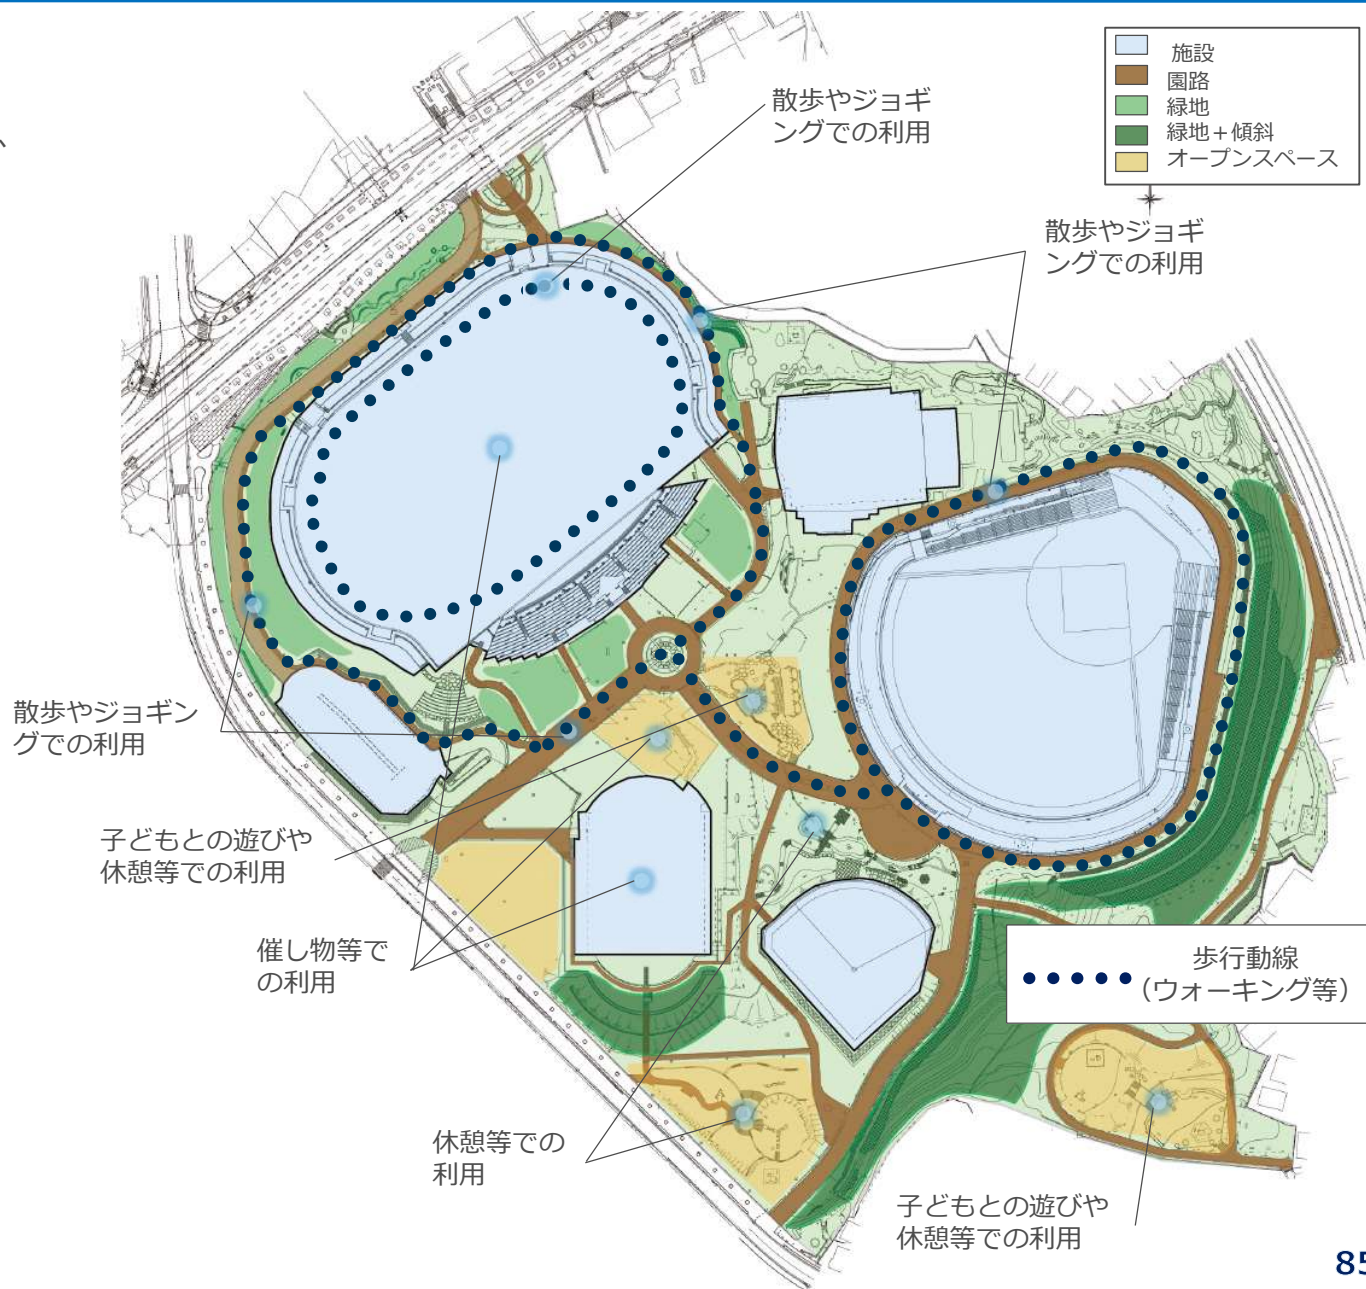 施設
園路
緑地
緑地＋傾斜
オープンスペース
散歩やジョギ
ングでの利用
散歩やジョギ
ングでの利用
散歩やジョギン
グでの利用
子どもとの遊びや
休憩等での利用
催し物等で
の利用
歩行動線
（ウォーキング等）
休憩等での
利用
子どもとの遊びや
休憩等での利用
85